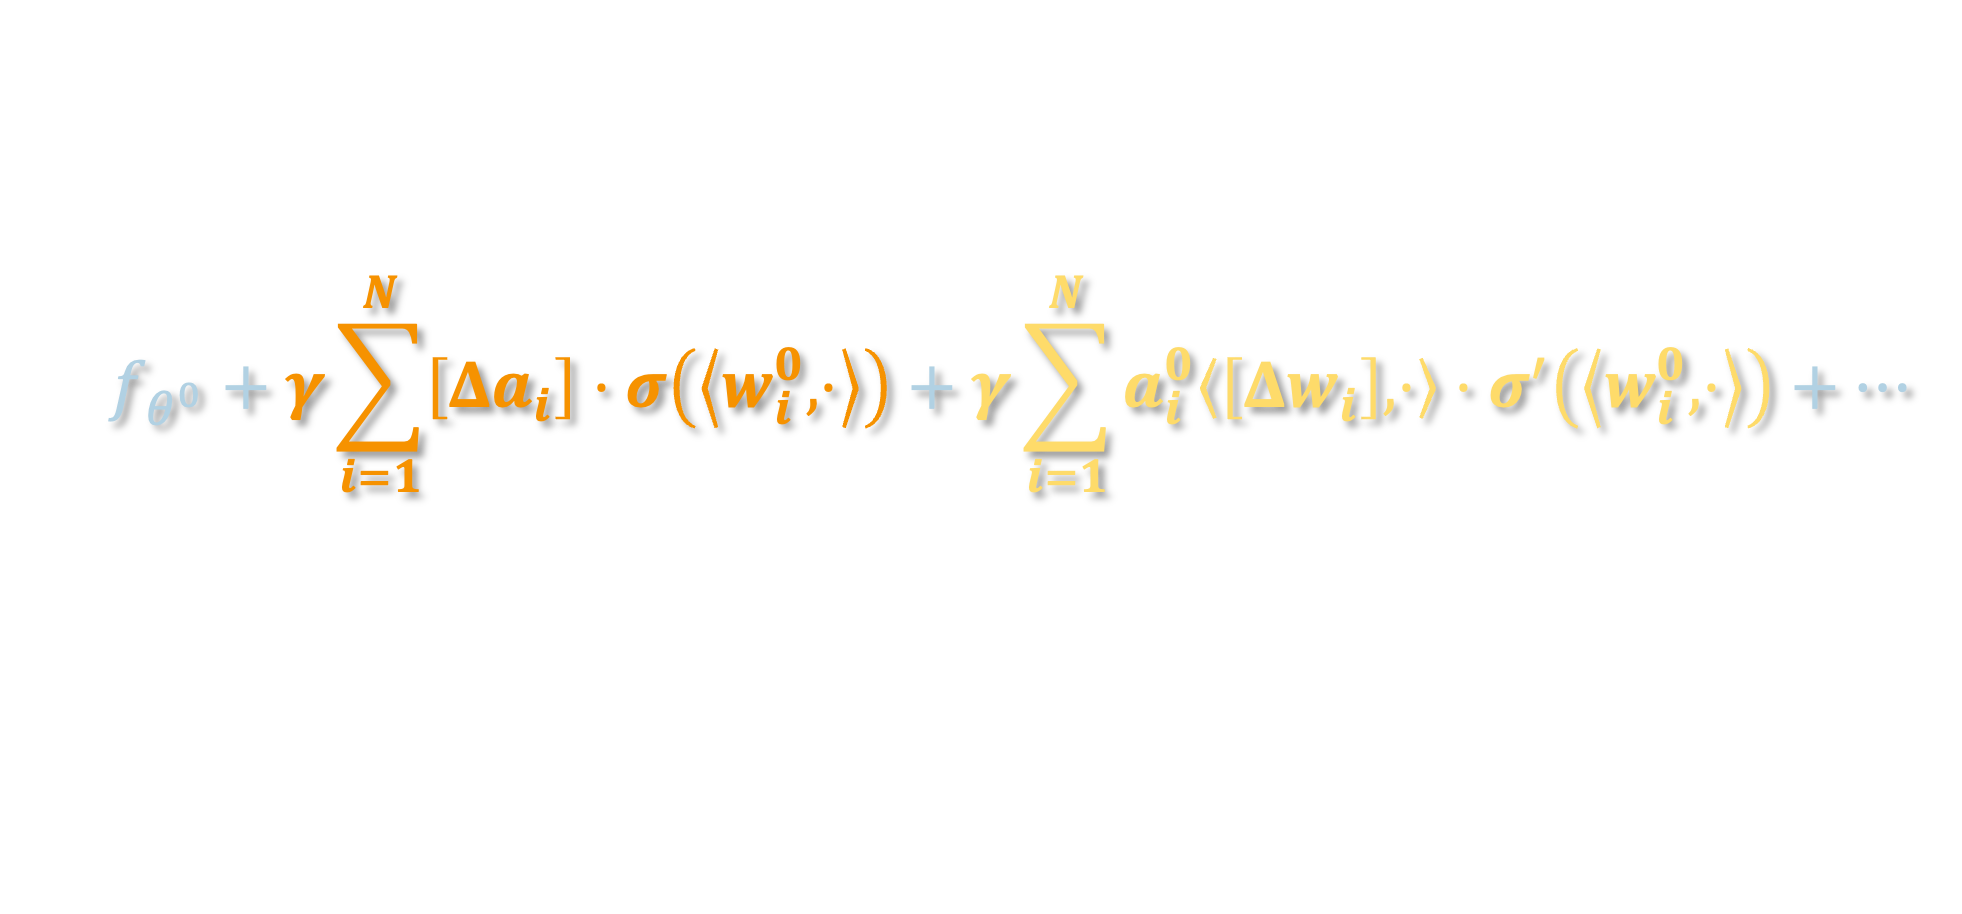 f_{θ^0} + γ ∑_{i=1}^{N} [Δa_i] · σ(⟨w_i^0,·⟩) + γ ∑_{i=1}^{N} a_i^0⟨[Δw_i],·⟩ · σ′(⟨w_i^0,·⟩) + ⋯